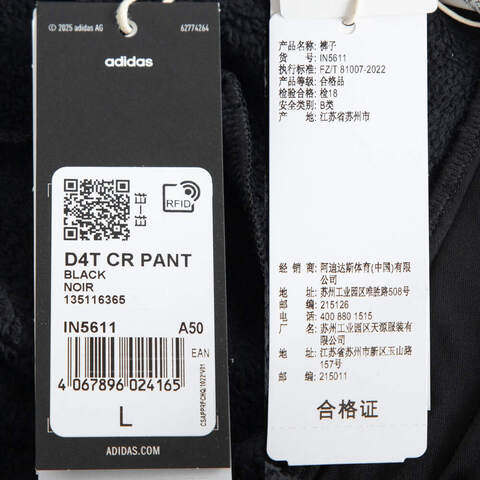 © 2025 adidas AG 62774264
adidas
RFID
D4T CR PANT
BLACK
NOIR
135116365
IN5611 A50
EAN
4 067896 024165
L
ADIDAS.COM
产品名称: 裤子
货 号: IN5611
执行标准: FZ/T 81007-2022
产品等级: 合格品
检验合格: 检18
安全类别: B类
产 地: 江苏省苏州市
经 销 商: 阿迪达斯体育(中国)有限
公司
地 址: 苏州工业园区唯胜路508号
邮 编: 215126
电 话: 400 880 1515
厂 名: 苏州工业园区天源服装有
限公司
地 址: 江苏省苏州市新区玉山路
157号
邮 编: 215011
合格证